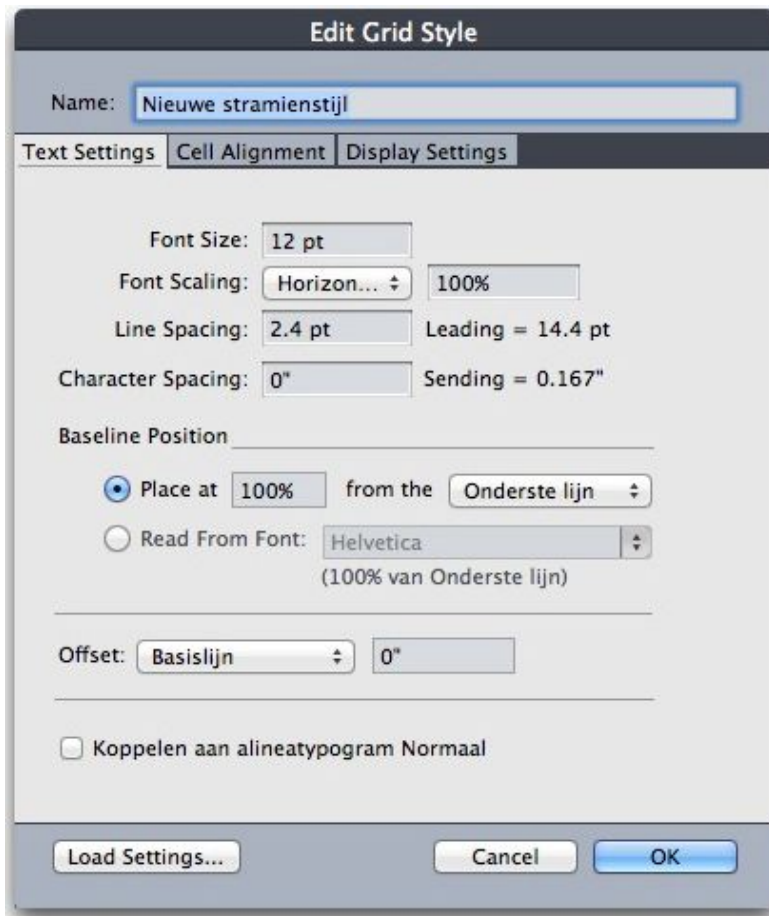 Edit Grid Style
Name: Nieuwe stramienstijl
Text Settings Cell Alignment Display Settings
Font Size: 12 pt
Font Scaling: Horizon... 100%
Line Spacing: 2.4 pt Leading = 14.4 pt
Character Spacing: 0" Sending = 0.167"
Baseline Position
Place at 100% from the Onderste lijn
Read From Font: Helvetica
(100% van Onderste lijn)
Offset: Basislijn 0"
Koppelen aan alineatypogram Normaal
Load Settings... Cancel OK